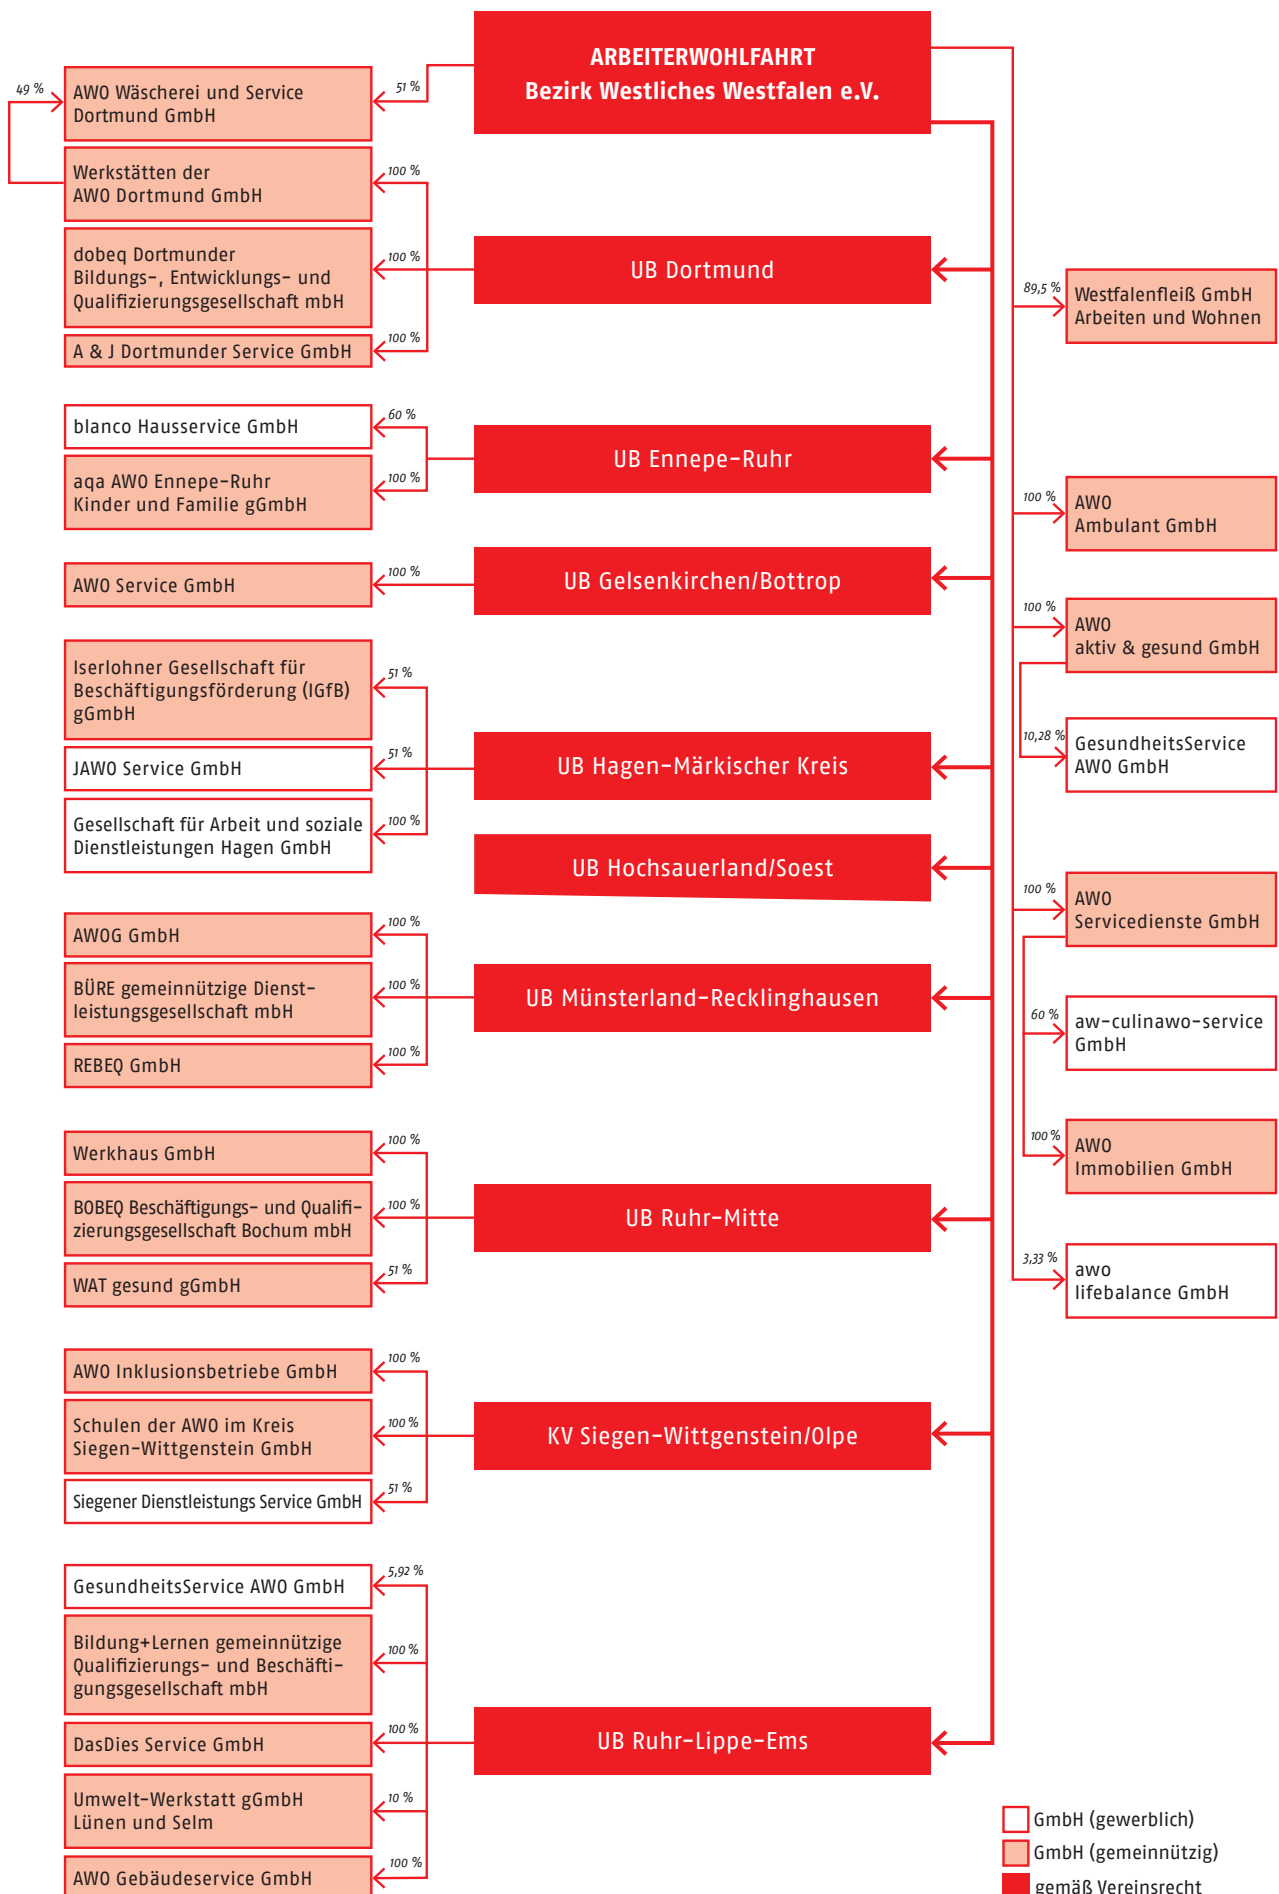 ARBEITERWOHLFAHRT
Bezirk Westliches Westfalen e.V.
49 %
AWO Wäscherei und Service
Dortmund GmbH
51 %
Werkstätten der
AWO Dortmund GmbH
100 %
dobeq Dortmunder
Bildungs-, Entwicklungs- und
Qualifizierungsgesellschaft mbH
100 %
A & J Dortmunder Service GmbH
100 %
UB Dortmund
blanco Hausservice GmbH
60 %
aqa AWO Ennepe-Ruhr
Kinder und Familie gGmbH
100 %
UB Ennepe-Ruhr
AWO Service GmbH
100 %
UB Gelsenkirchen/Bottrop
Iserlohner Gesellschaft für
Beschäftigungsförderung (IGfB)
gGmbH
51 %
JAWO Service GmbH
51 %
Gesellschaft für Arbeit und soziale
Dienstleistungen Hagen GmbH
100 %
UB Hagen-Märkischer Kreis
UB Hochsauerland/Soest
AWOG GmbH
100 %
BÜRE gemeinnützige Dienst-
leistungsgesellschaft mbH
100 %
REBEQ GmbH
100 %
UB Münsterland-Recklinghausen
Werkhaus GmbH
100 %
BOBEQ Beschäftigungs- und Qualifi-
zierungsgesellschaft Bochum mbH
100 %
WAT gesund gGmbH
51 %
UB Ruhr-Mitte
AWO Inklusionsbetriebe GmbH
100 %
Schulen der AWO im Kreis
Siegen-Wittgenstein GmbH
100 %
Siegener Dienstleistungs Service GmbH
51 %
KV Siegen-Wittgenstein/Olpe
GesundheitsService AWO GmbH
5,92 %
Bildung+Lernen gemeinnützige
Qualifizierungs- und Beschäfti-
gungsgesellschaft mbH
100 %
DasDies Service GmbH
100 %
Umwelt-Werkstatt gGmbH
Lünen und Selm
10 %
AWO Gebäudeservice GmbH
100 %
UB Ruhr-Lippe-Ems
89,5 %
Westfalenfleiß GmbH
Arbeiten und Wohnen
100 %
AWO
Ambulant GmbH
100 %
AWO
aktiv & gesund GmbH
10,28 %
GesundheitsService
AWO GmbH
100 %
AWO
Servicedienste GmbH
60 %
aw-culinawo-service
GmbH
100 %
AWO
Immobilien GmbH
3,33 %
awo
lifebalance GmbH
GmbH (gewerblich)
GmbH (gemeinnützig)
gemäß Vereinsrecht